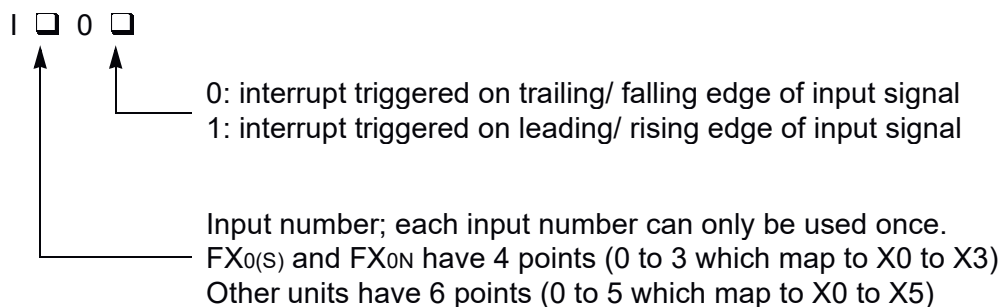 I ❑ 0 ❑
0: interrupt triggered on trailing/ falling edge of input signal
1: interrupt triggered on leading/ rising edge of input signal
Input number; each input number can only be used once.
FX0(S) and FX0N have 4 points (0 to 3 which map to X0 to X3)
Other units have 6 points (0 to 5 which map to X0 to X5)